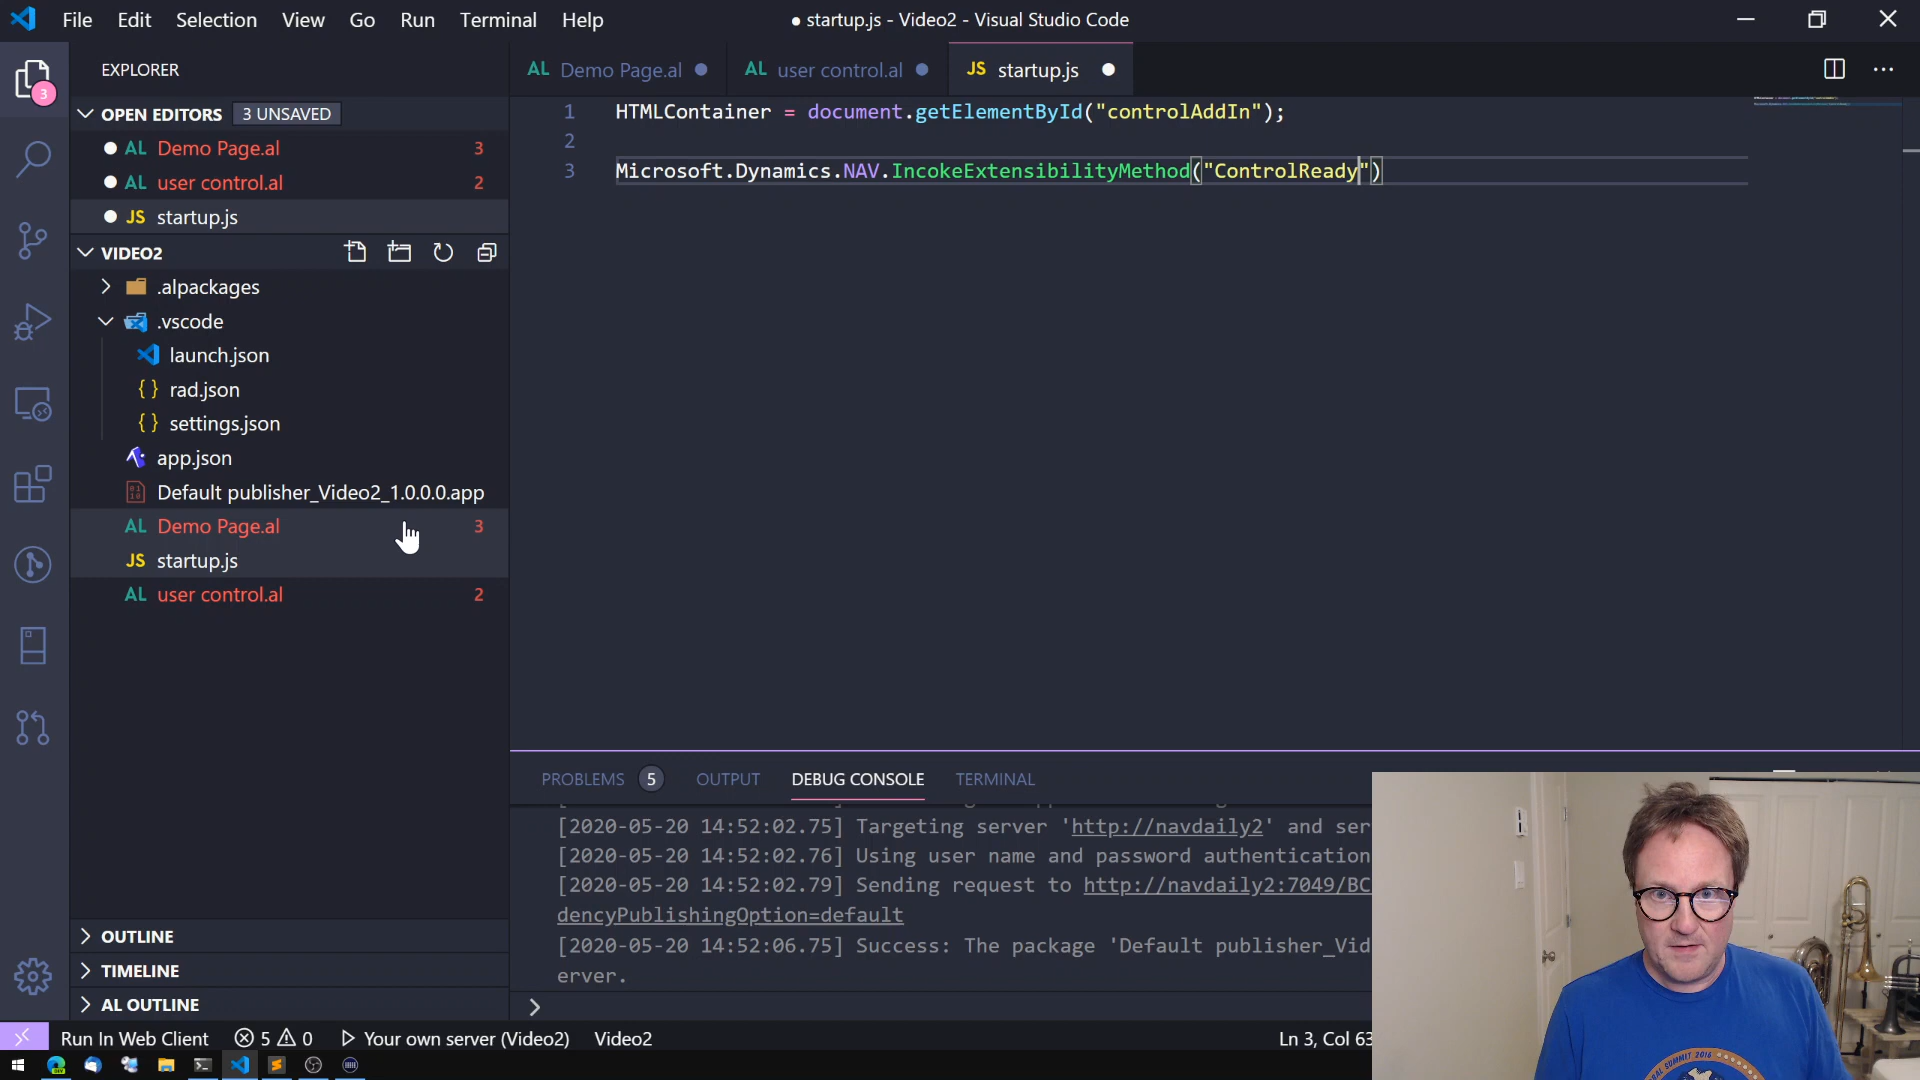 File Edit Selection View Go Run Terminal Help
● startup.js - Video2 - Visual Studio Code
EXPLORER
OPEN EDITORS 3 UNSAVED
AL Demo Page.al 3
AL user control.al 2
JS startup.js
VIDEO2
.alpackages
.vscode
launch.json
{ } rad.json
{ } settings.json
app.json
Default publisher_Video2_1.0.0.0.app
AL Demo Page.al 3
JS startup.js
AL user control.al 2
OUTLINE
TIMELINE
AL OUTLINE
3
AL Demo Page.al
AL user control.al
JS startup.js
1 HTMLContainer = document.getElementById("controlAddIn");
2
3 Microsoft.Dynamics.NAV.IncokeExtensibilityMethod("ControlReady")
PROBLEMS 5 OUTPUT DEBUG CONSOLE TERMINAL
[2020-05-20 14:52:02.75] Targeting server 'http://navdaily2' and ser
[2020-05-20 14:52:02.76] Using user name and password authentication
[2020-05-20 14:52:02.79] Sending request to http://navdaily2:7049/BC
dencyPublishingOption=default
[2020-05-20 14:52:06.75] Success: The package 'Default publisher_Vid
erver.
Run In Web Client 5 0 Your own server (Video2) Video2
Ln 3, Col 63
SUMMIT 2016